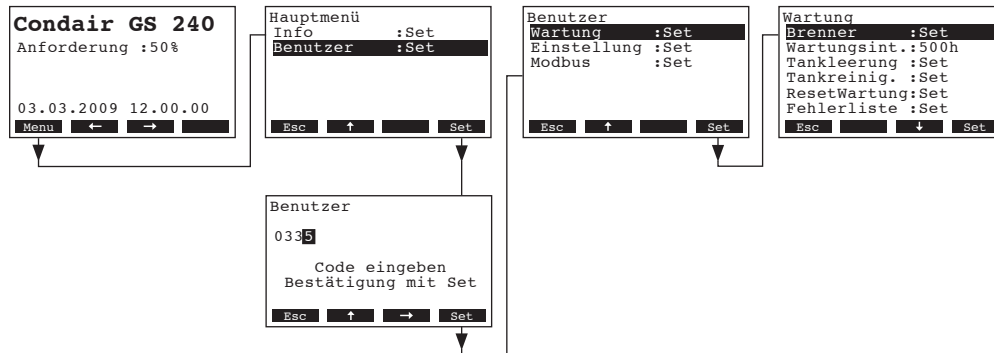 Condair GS 240
Anforderung :50%
03.03.2009 12.00.00
Menu ← →
Hauptmenü
Info :Set
Benutzer :Set
Esc ↑ Set
Benutzer
0335
Code eingeben
Bestätigung mit Set
Esc ↑ → Set
Benutzer
Wartung :Set
Einstellung :Set
Modbus :Set
Esc ↑ Set
Wartung
Brenner :Set
Wartungsint.:500h
Tankleerung :Set
Tankreinig. :Set
ResetWartung:Set
Fehlerliste :Set
Esc ↓ Set